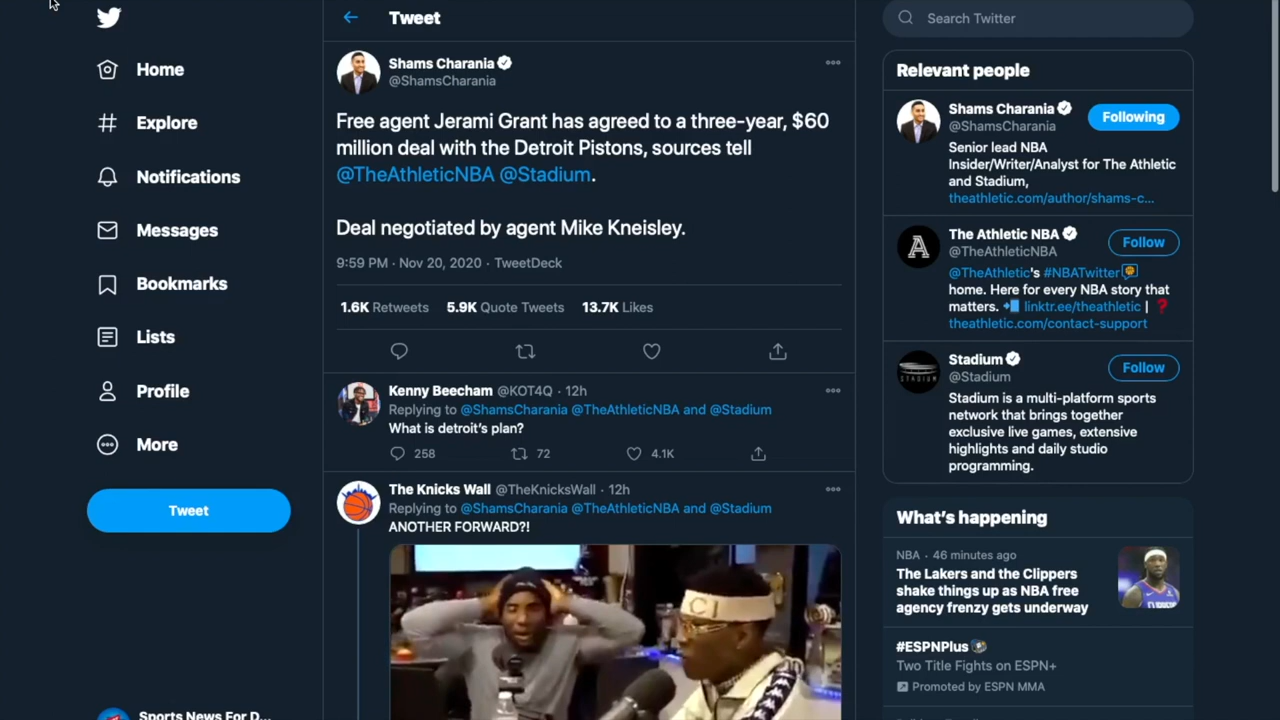 Tweet
Search Twitter
Home
Explore
Notifications
Messages
Bookmarks
Lists
Profile
More
Tweet
Sports News For D...
Shams Charania
@ShamsCharania
Free agent Jerami Grant has agreed to a three-year, $60
million deal with the Detroit Pistons, sources tell
@TheAthleticNBA @Stadium.
Deal negotiated by agent Mike Kneisley.
9:59 PM · Nov 20, 2020 · TweetDeck
1.6K Retweets 5.9K Quote Tweets 13.7K Likes
Kenny Beecham @KOT4Q · 12h
Replying to @ShamsCharania @TheAthleticNBA and @Stadium
What is detroit's plan?
258 72 4.1K
The Knicks Wall @TheKnicksWall · 12h
Replying to @ShamsCharania @TheAthleticNBA and @Stadium
ANOTHER FORWARD?!
Relevant people
Shams Charania
@ShamsCharania
Following
Senior lead NBA
Insider/Writer/Analyst for The Athletic
and Stadium,
theathletic.com/author/shams-c...
The Athletic NBA
@TheAthleticNBA
Follow
@TheAthletic's #NBATwitter
home. Here for every NBA story that
matters. linktr.ee/theathletic |
theathletic.com/contact-support
Stadium
@Stadium
Follow
STADIUM
Stadium is a multi-platform sports
network that brings together
exclusive live games, extensive
highlights and daily studio
programming.
What's happening
NBA · 46 minutes ago
The Lakers and the Clippers
shake things up as NBA free
agency frenzy gets underway
#ESPNPlus
Two Title Fights on ESPN+
Promoted by ESPN MMA